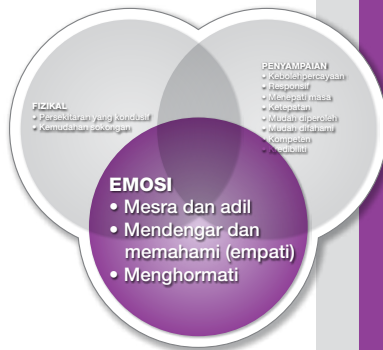 FIZIKAL
• Persekitaran yang kondusif
• Kemudahan sokongan
PENYAMPAIAN
• Kebolehpercayaan
• Responsif
• Menepati masa
• Ketepatan
• Mudah diperolehi
• Mudah difahami
• Kompeten
• Kredibiliti
EMOSI
• Mesra dan adil
• Mendengar dan
memahami (empati)
• Menghormati